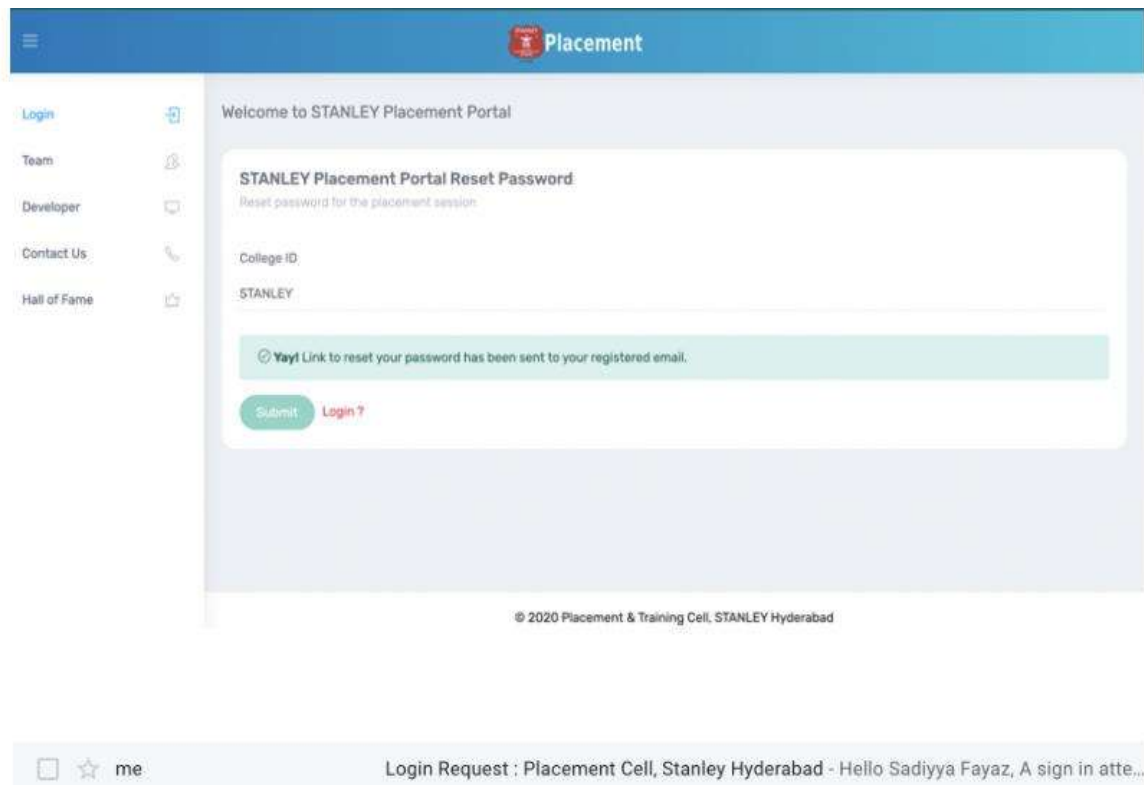 Placement
Login
Team
Developer
Contact Us
Hall of Fame
Welcome to STANLEY Placement Portal
STANLEY Placement Portal Reset Password
Reset password for the placement session
College ID
STANLEY
Yay! Link to reset your password has been sent to your registered email.
Submit Login ?
© 2020 Placement & Training Cell, STANLEY Hyderabad
me Login Request : Placement Cell, Stanley Hyderabad - Hello Sadiyya Fayaz, A sign in atte...